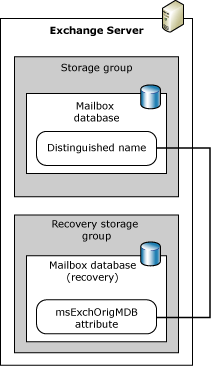 Exchange Server
Storage group
Mailbox
database
Distinguished name
Recovery storage
group
Mailbox database
(recovery)
msExchOrigMDB
attribute